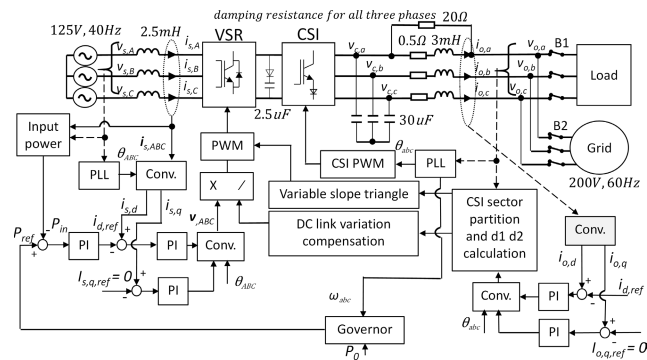 damping resistance for all three phases
125V, 40Hz
2.5mH
VSR
CSI
20Ω
0.5Ω 3mH
v_s,A
v_s,B
v_s,C
i_s,A
i_s,B
i_s,C
v_c,a
v_c,b
v_c,c
i_o,a
i_o,b
i_o,c
v_o,a
v_o,b
v_o,c
B1
Load
2.5uF
30uF
B2
Grid
200V, 60Hz
Input
power
i_s,ABC
PLL
θ_ABC
Conv.
PWM
X /
CSI PWM
θ_abc
PLL
Variable slope triangle
DC link variation
compensation
CSI sector
partition
and d1 d2
calculation
Conv.
i_o,d
i_o,q
P_ref
+
-
P_in
PI
i_d,ref
-
+
i_s,d
i_s,q
PI
v_,ABC
Conv.
θ_ABC
I_s,q,ref = 0
-
+
PI
ω_abc
Governor
P_0
Conv.
θ_abc
PI
+
-
i_d,ref
PI
+
-
I_o,q,ref = 0